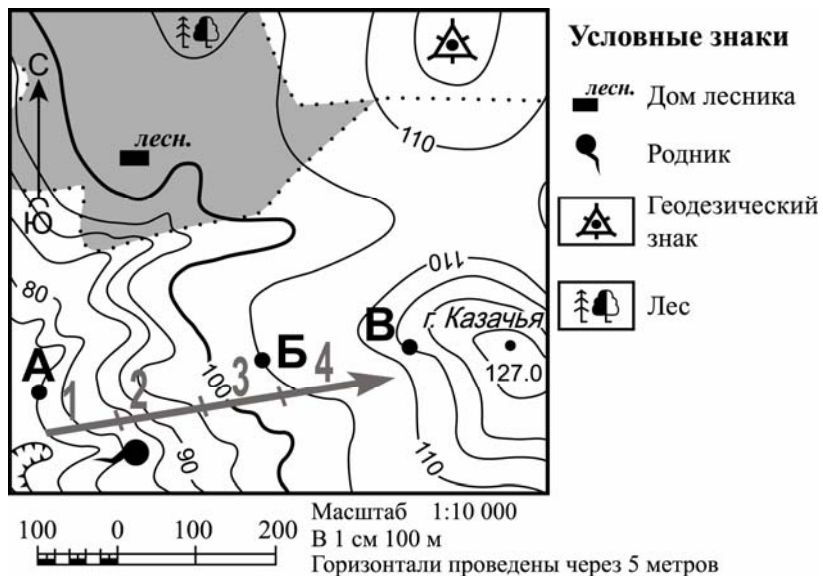 Условные знаки
лесн.
Дом лесника
Родник
Геодезический
знак
Лес
С
Ю
лесн.
110
110
80
А
Б
В
г. Казачья
127.0
1
2
3
4
100
90
110
100 0 100 200
Масштаб 1:10 000
В 1 см 100 м
Горизонтали проведены через 5 метров